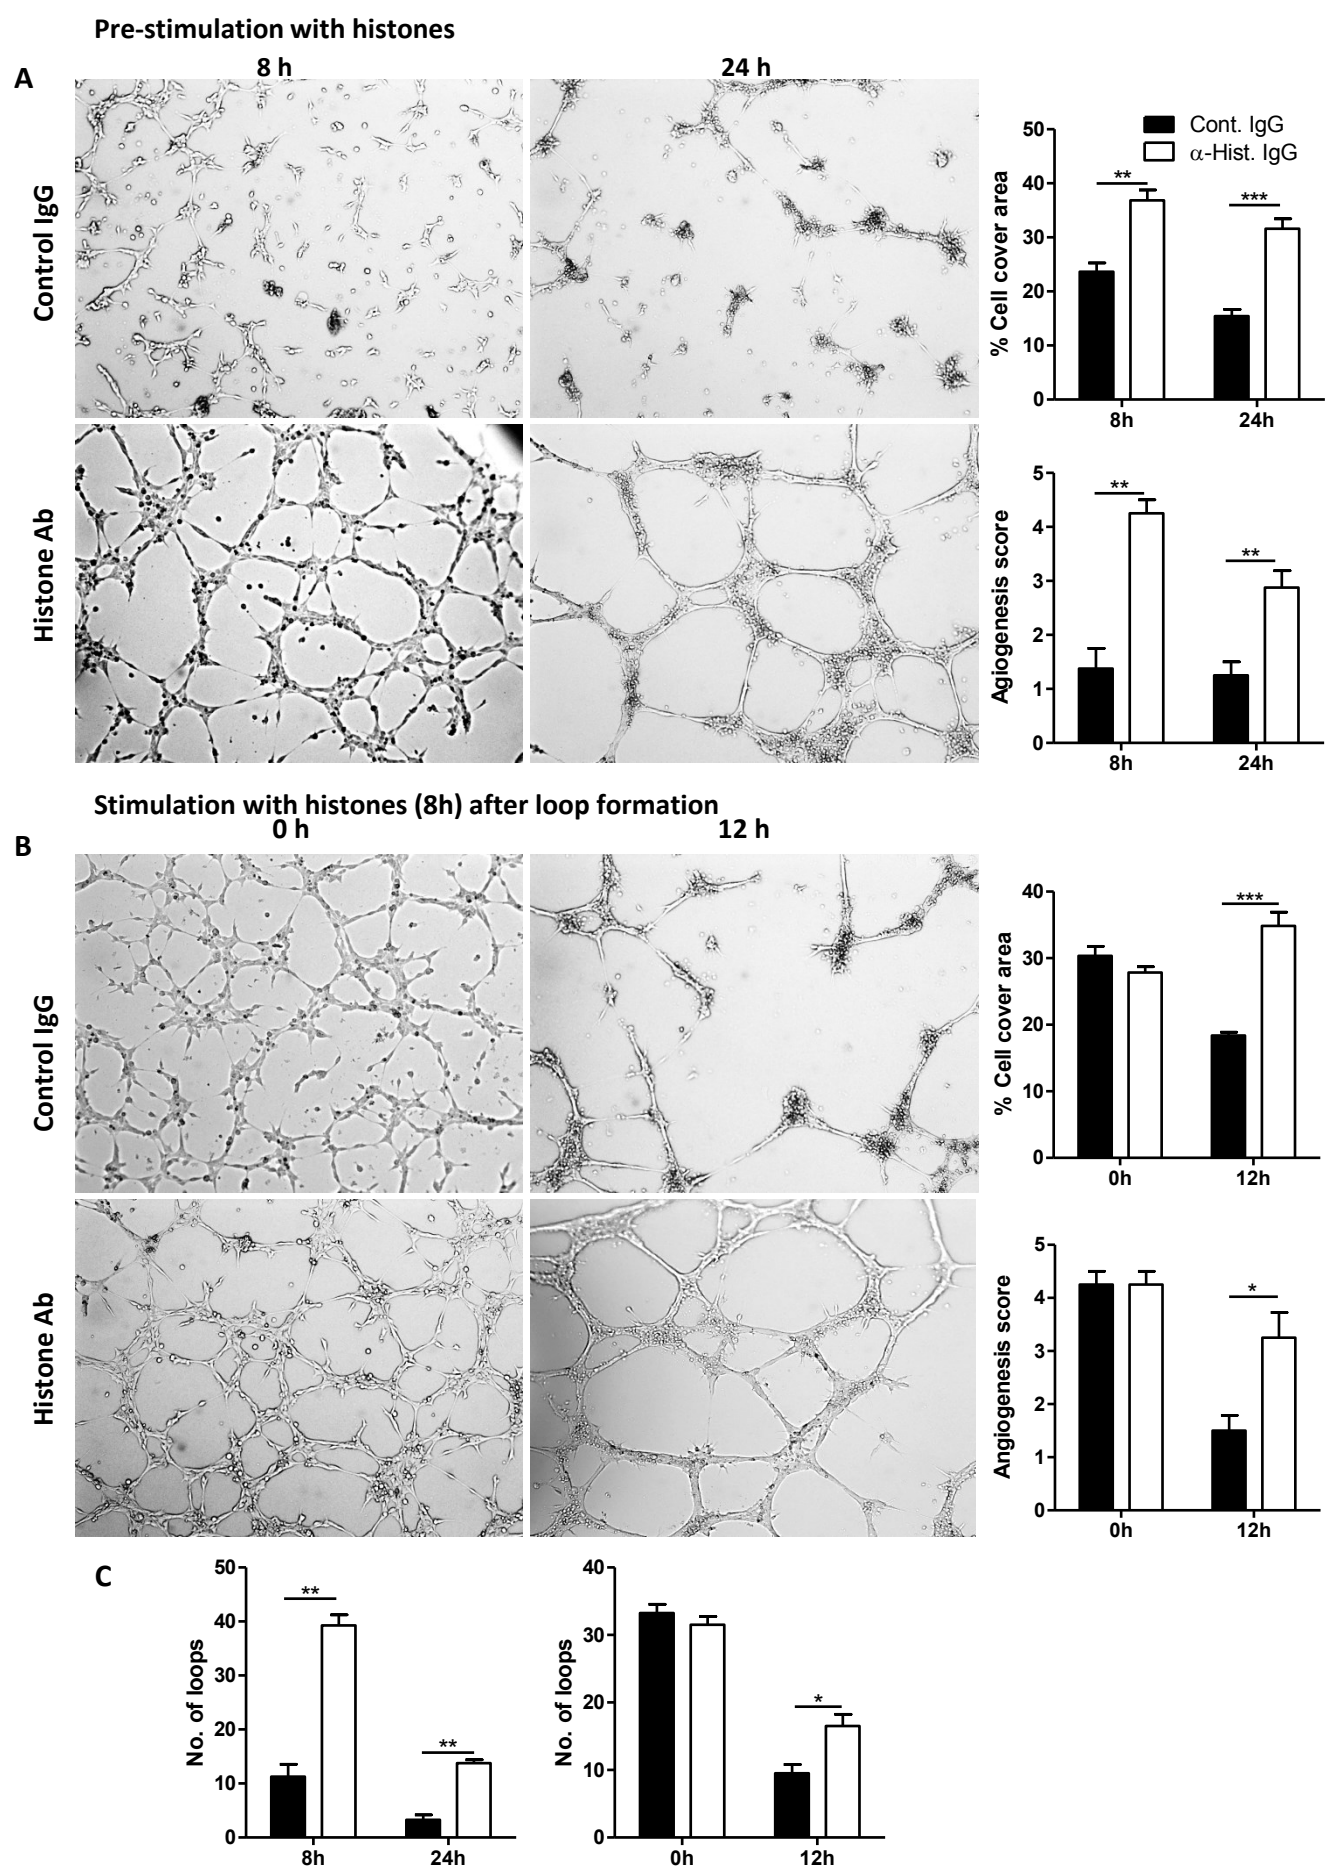 Pre-stimulation with histones
A
8 h
24 h
Control IgG
Histone Ab
Cont. IgG
α-Hist. IgG
% Cell cover area
50
40
30
20
10
0
**
***
8h
24h
Agiogenesis score
5
4
3
2
1
0
**
**
8h
24h
Stimulation with histones (8h) after loop formation
B
0 h
12 h
Control IgG
Histone Ab
% Cell cover area
40
30
20
10
0
***
0h
12h
Angiogenesis score
5
4
3
2
1
0
*
0h
12h
C
No. of loops
50
40
30
20
10
0
**
**
8h
24h
No. of loops
40
30
20
10
0
*
0h
12h